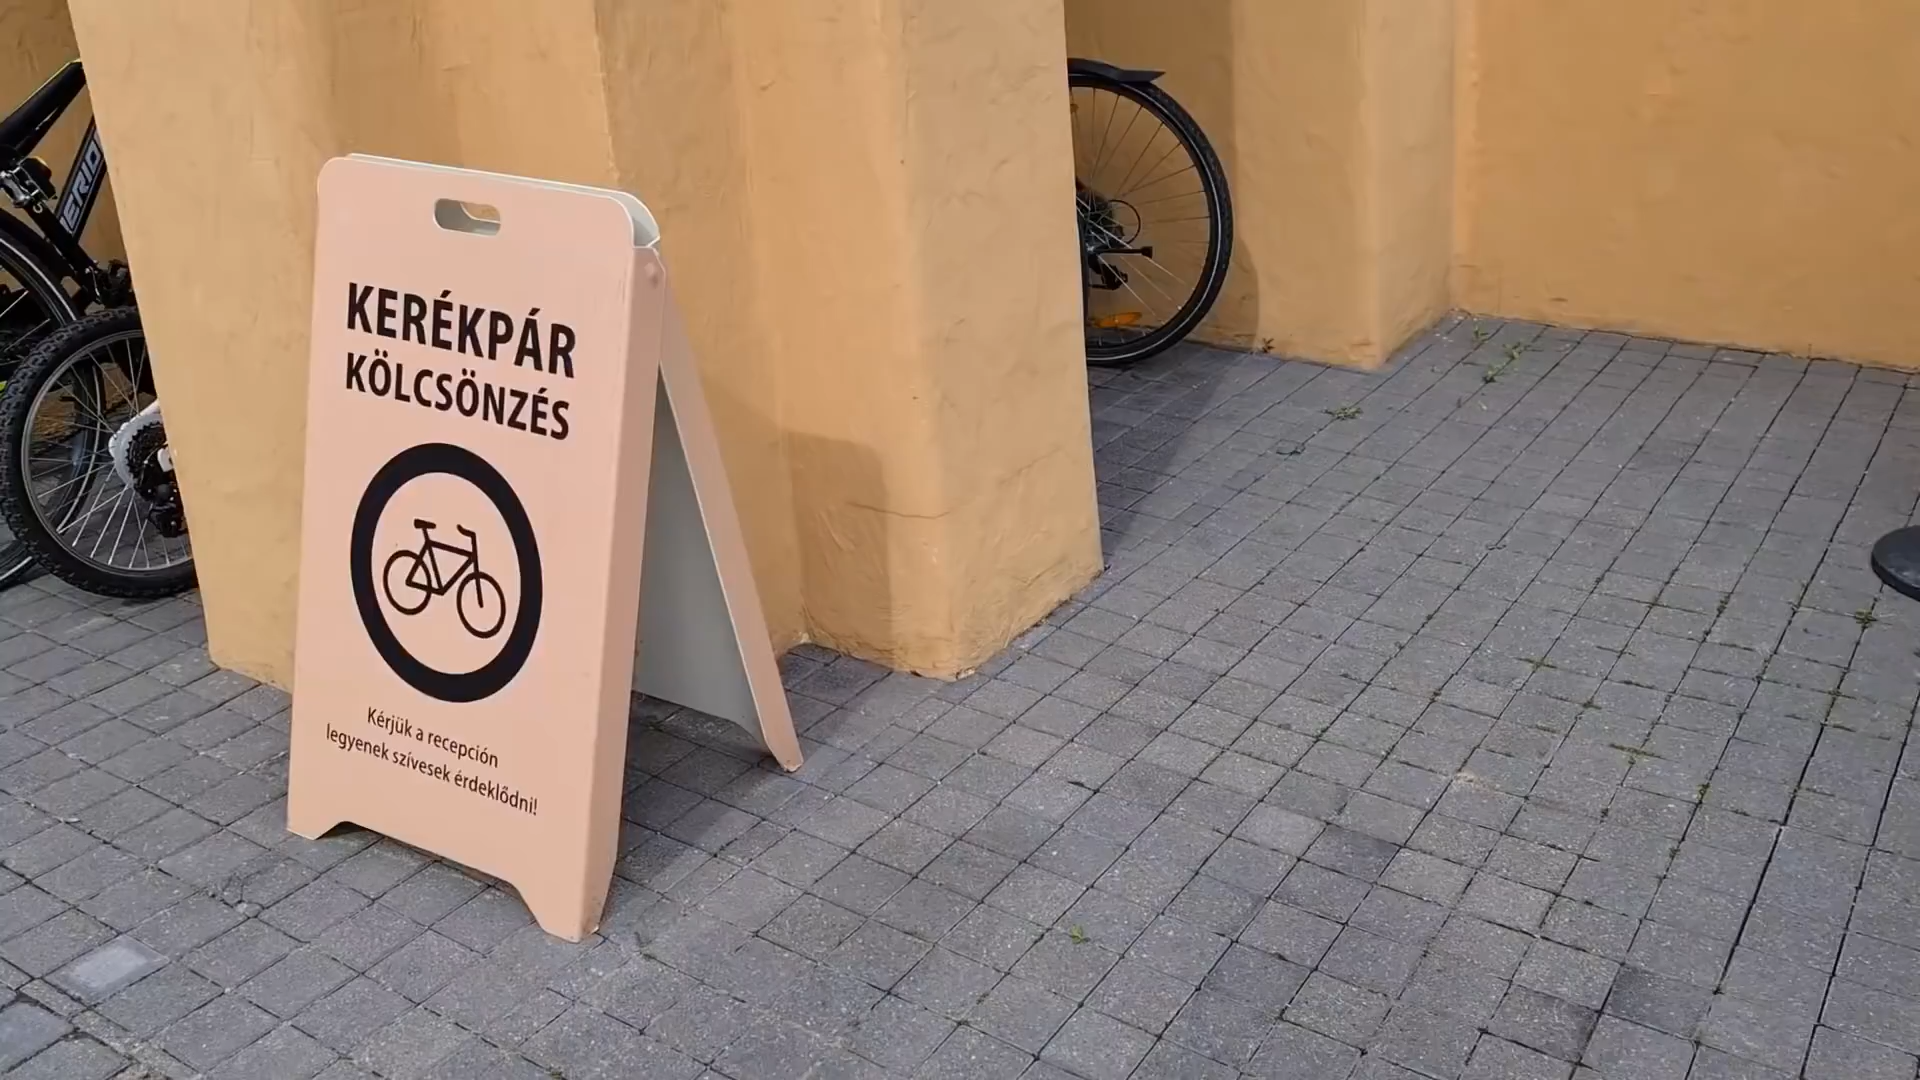 KERÉKPÁR
KÖLCSÖNZÉS
Kérjük a recepción
legyenek szívesek érdeklődni!